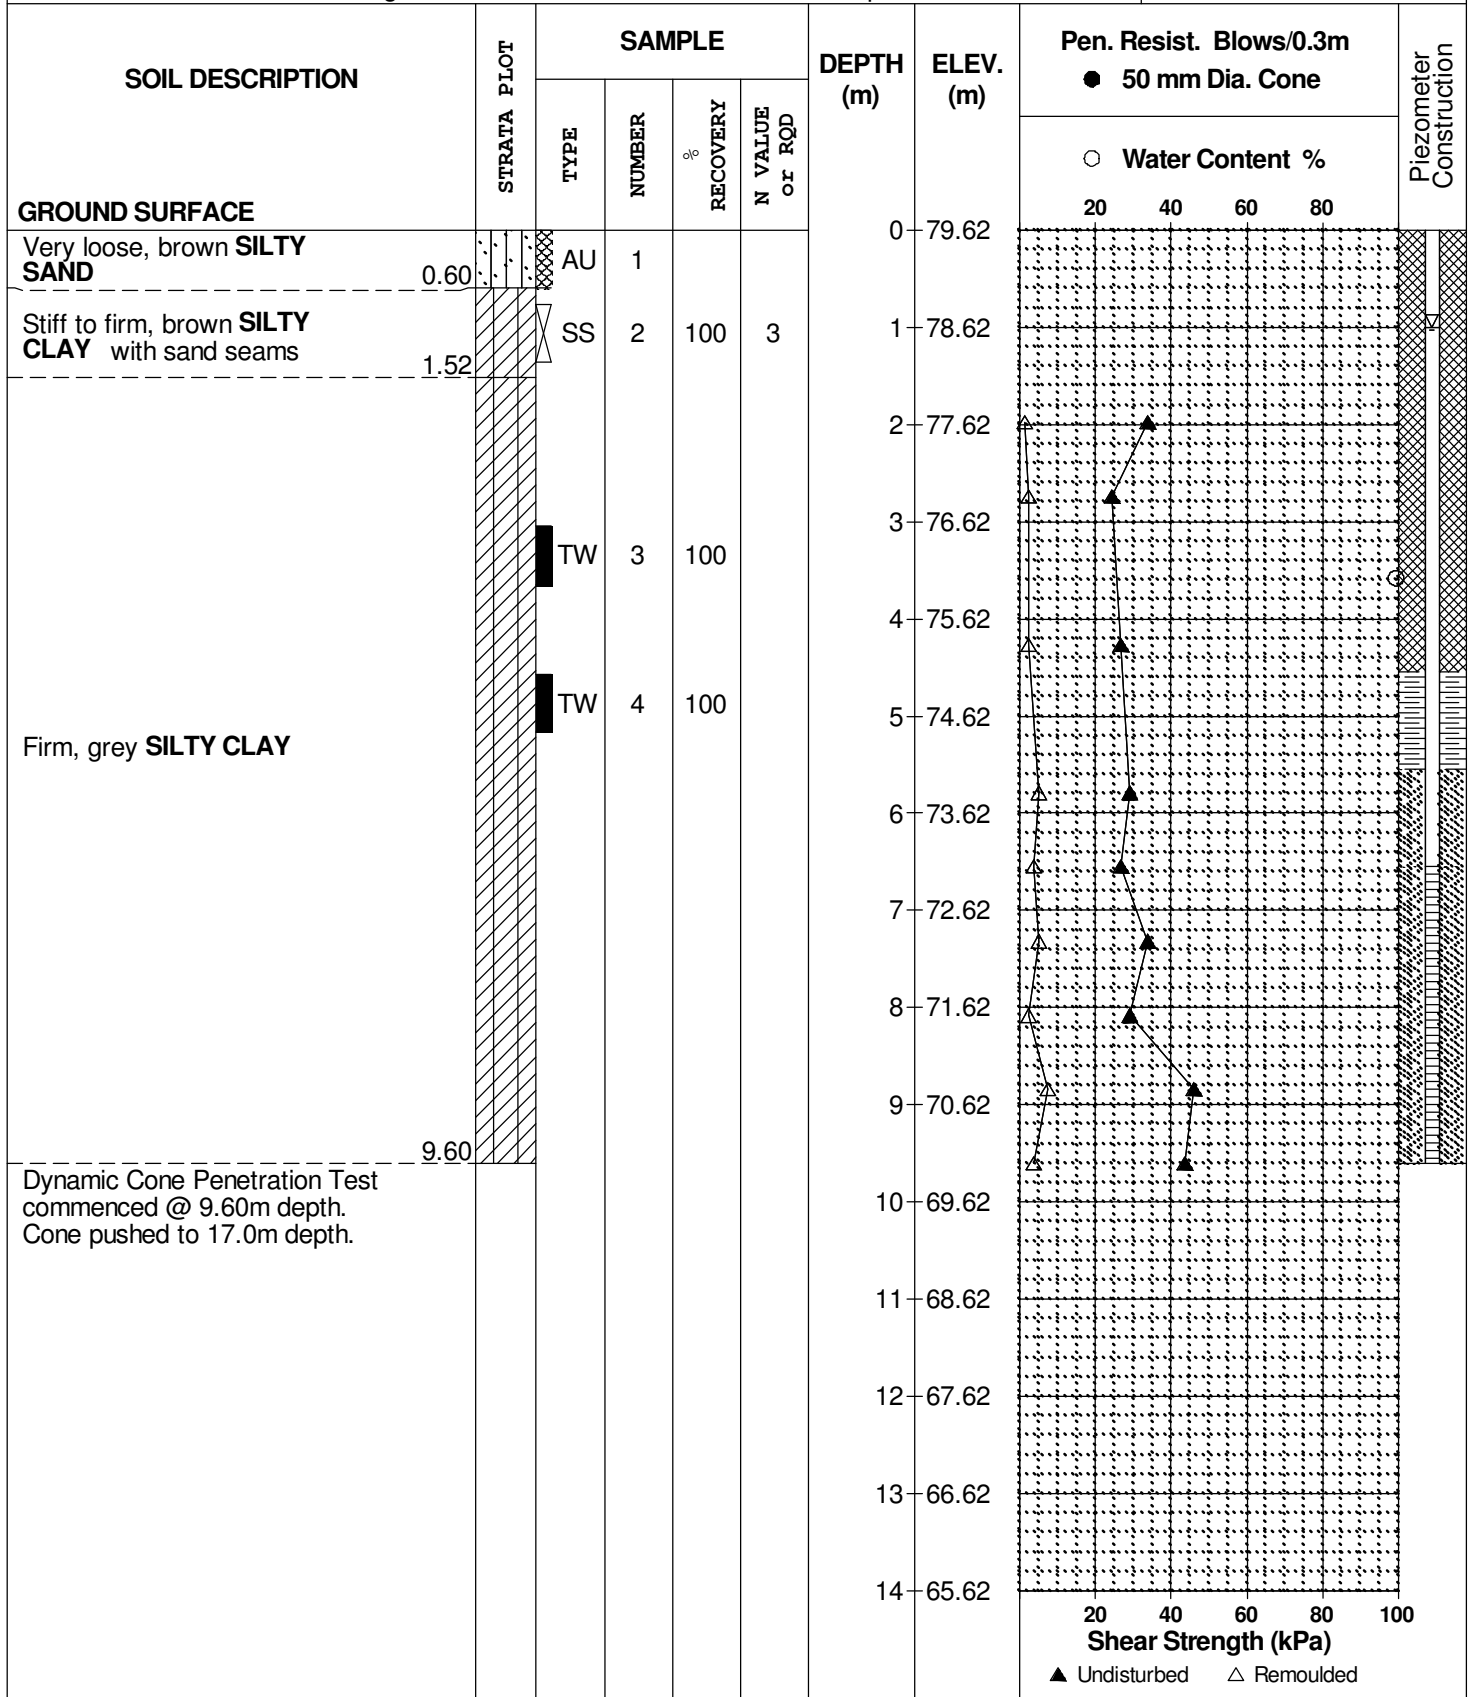 SOIL DESCRIPTION
GROUND SURFACE
STRATA PLOT
SAMPLE
TYPE
NUMBER
% RECOVERY
N VALUE or RQD
DEPTH (m)
ELEV. (m)
Pen. Resist. Blows/0.3m
● 50 mm Dia. Cone
○ Water Content %
20 40 60 80
Piezometer Construction
Very loose, brown SILTY
SAND 0.60
Stiff to firm, brown SILTY
CLAY with sand seams
1.52
Firm, grey SILTY CLAY
9.60
Dynamic Cone Penetration Test
commenced @ 9.60m depth.
Cone pushed to 17.0m depth.
AU 1
SS 2 100 3
TW 3 100
TW 4 100
0 79.62
1 78.62
2 77.62
3 76.62
4 75.62
5 74.62
6 73.62
7 72.62
8 71.62
9 70.62
10 69.62
11 68.62
12 67.62
13 66.62
14 65.62
20 40 60 80 100
Shear Strength (kPa)
▲ Undisturbed △ Remoulded